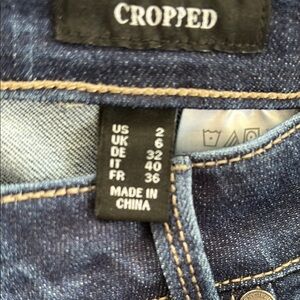 CROPPED
US 2
UK 6
DE 32
IT 40
FR 36
MADE IN
CHINA